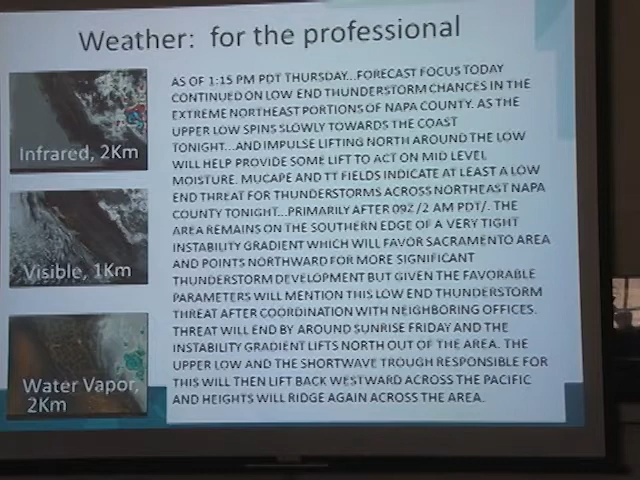 Weather: for the professional
Infrared, 2Km
Visible, 1Km
Water Vapor,
2Km
AS OF 1:15 PM PDT THURSDAY...FORECAST FOCUS TODAY
CONTINUED ON LOW END THUNDERSTORM CHANCES IN THE
EXTREME NORTHEAST PORTIONS OF NAPA COUNTY. AS THE
UPPER LOW SPINS SLOWLY TOWARDS THE COAST
TONIGHT...AND IMPULSE LIFTING NORTH AROUND THE LOW
WILL HELP PROVIDE SOME LIFT TO ACT ON MID LEVEL
MOISTURE. MUCAPE AND TT FIELDS INDICATE AT LEAST A LOW
END THREAT FOR THUNDERSTORMS ACROSS NORTHEAST NAPA
COUNTY TONIGHT...PRIMARILY AFTER 09Z /2 AM PDT/. THE
AREA REMAINS ON THE SOUTHERN EDGE OF A VERY TIGHT
INSTABILITY GRADIENT WHICH WILL FAVOR SACRAMENTO AREA
AND POINTS NORTHWARD FOR MORE SIGNIFICANT
THUNDERSTORM DEVELOPMENT BUT GIVEN THE FAVORABLE
PARAMETERS WILL MENTION THIS LOW END THUNDERSTORM
THREAT AFTER COORDINATION WITH NEIGHBORING OFFICES.
THREAT WILL END BY AROUND SUNRISE FRIDAY AND THE
INSTABILITY GRADIENT LIFTS NORTH OUT OF THE AREA. THE
UPPER LOW AND THE SHORTWAVE TROUGH RESPONSIBLE FOR
THIS WILL THEN LIFT BACK WESTWARD ACROSS THE PACIFIC
AND HEIGHTS WILL RIDGE AGAIN ACROSS THE AREA.